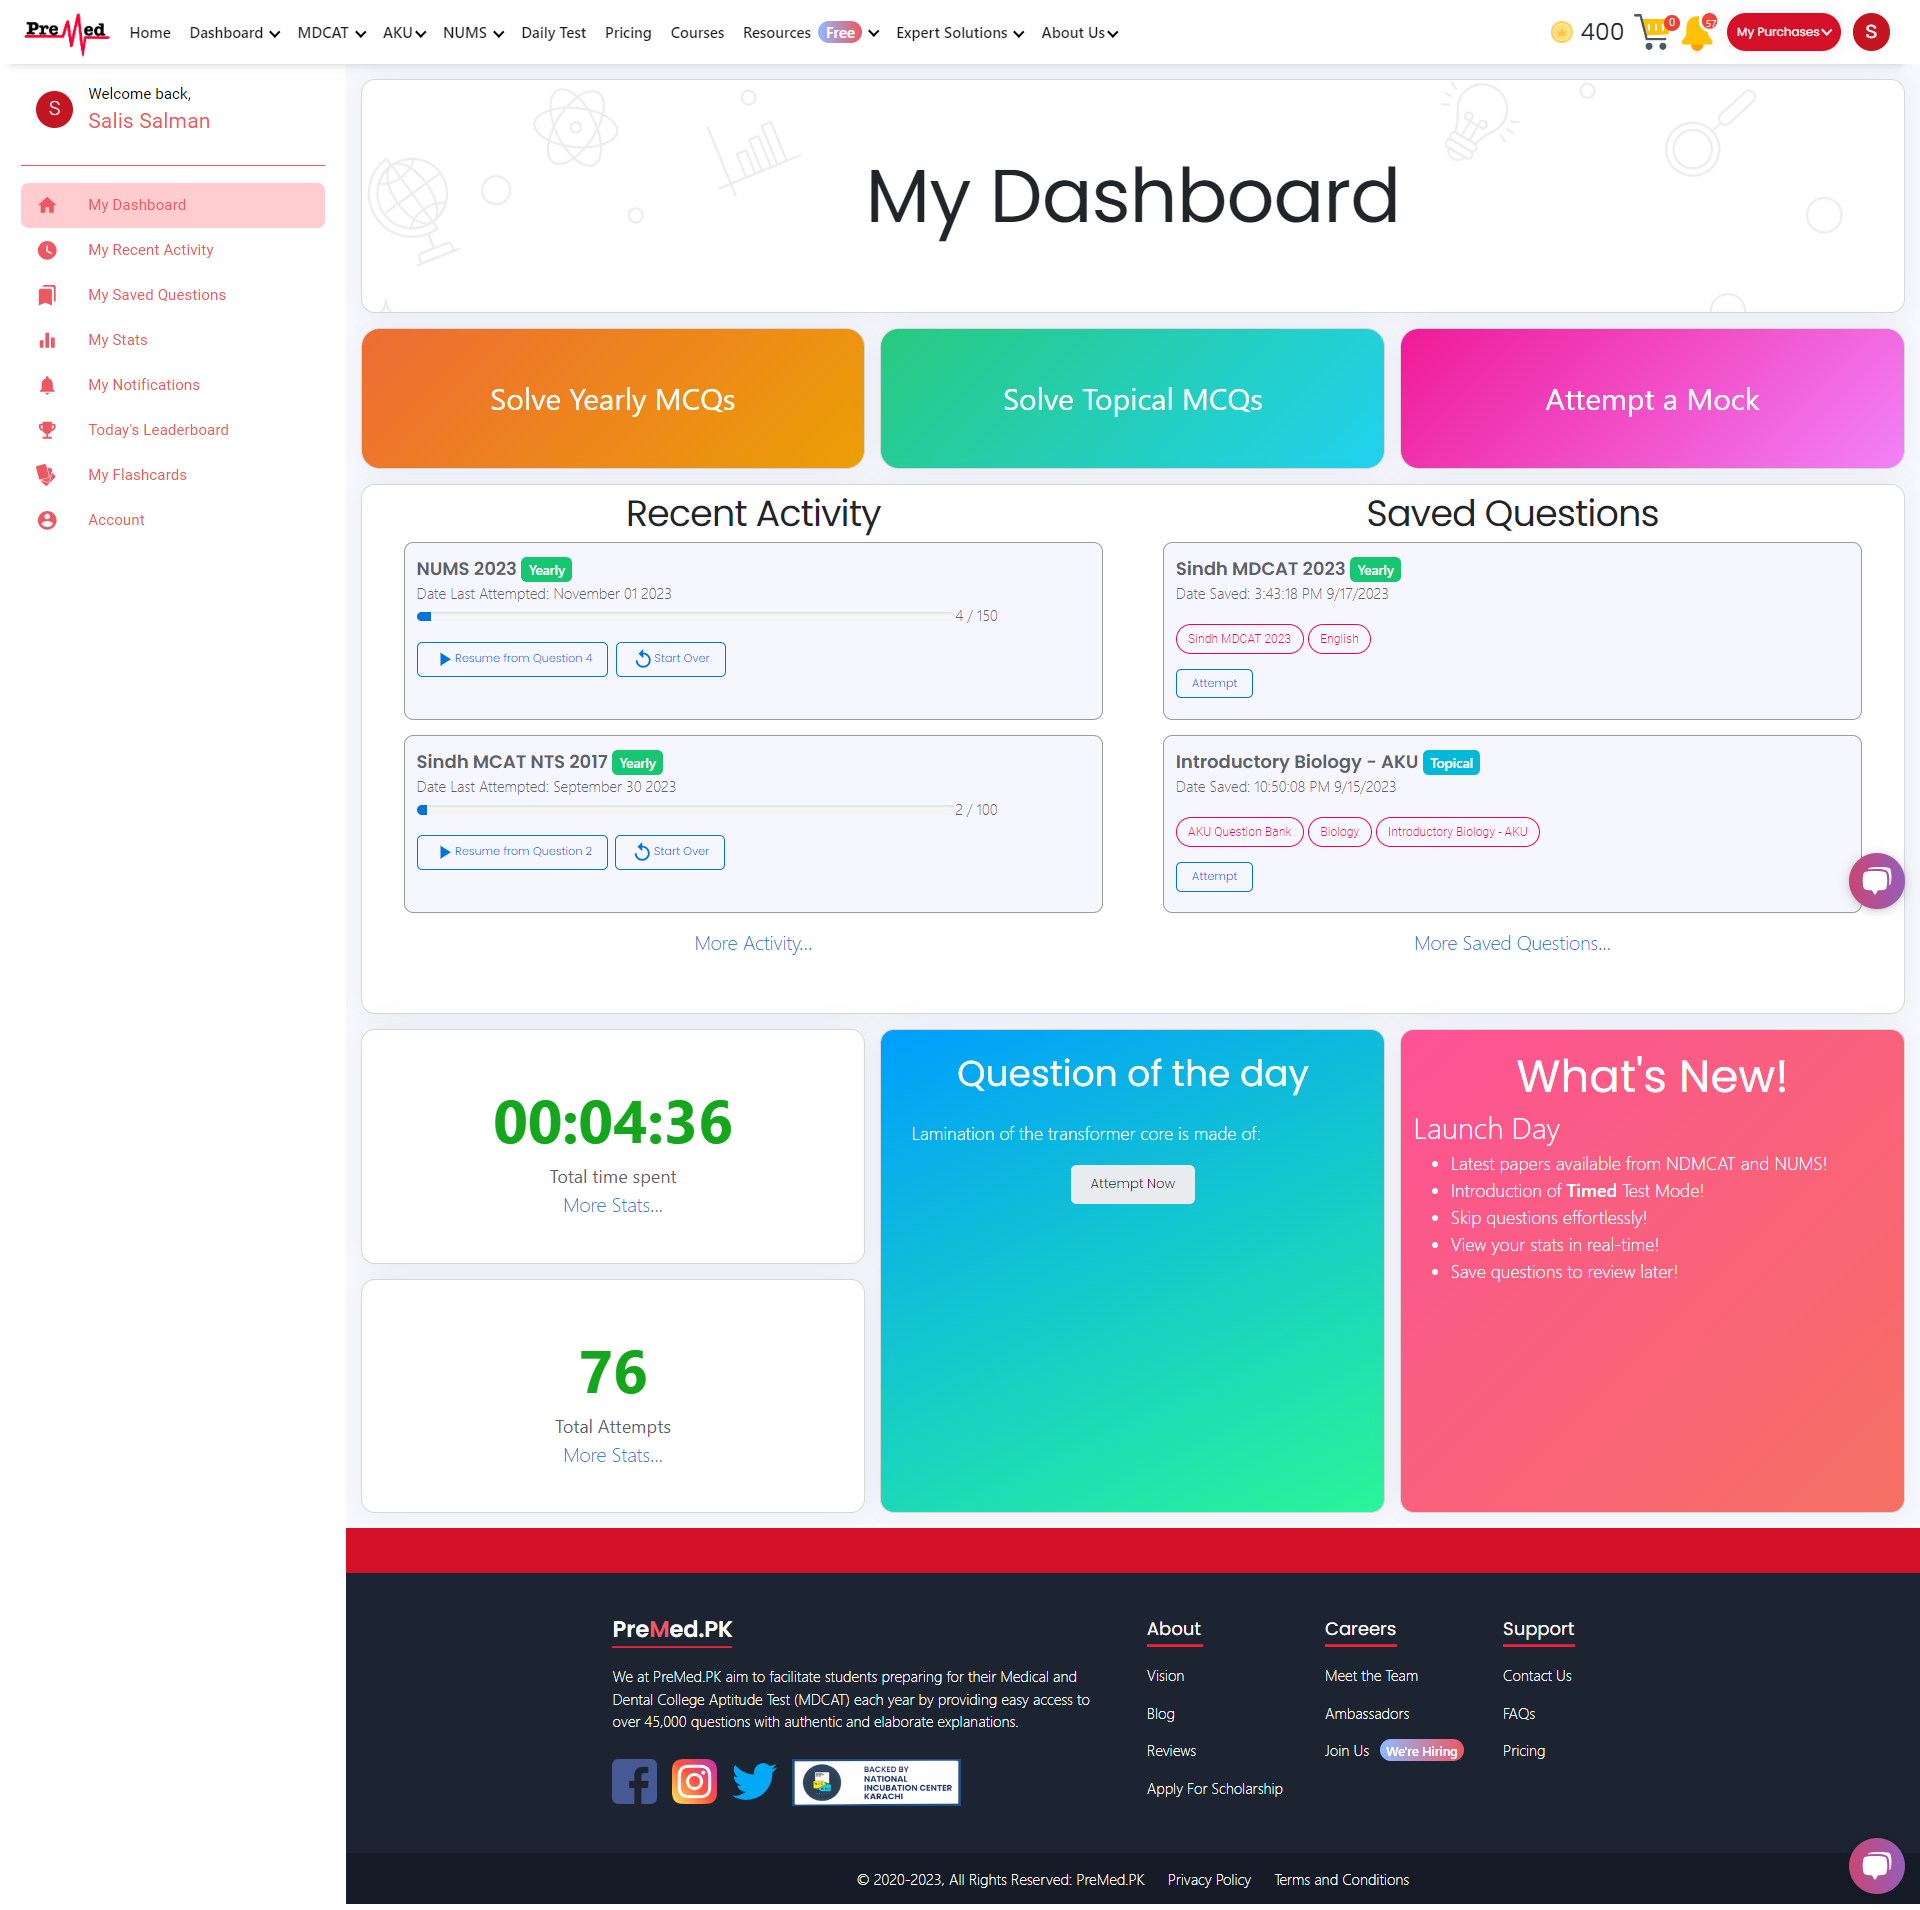 PreMed
Home
Dashboard
MDCAT
AKU
NUMS
Daily Test
Pricing
Courses
Resources
Free
Expert Solutions
About Us
400
0
57
My Purchases
S
S
Welcome back,
Salis Salman
My Dashboard
My Recent Activity
My Saved Questions
My Stats
My Notifications
Today's Leaderboard
My Flashcards
Account
My Dashboard
Solve Yearly MCQs
Solve Topical MCQs
Attempt a Mock
Recent Activity
NUMS 2023 Yearly
Date Last Attempted: November 01 2023
4 / 150
Resume from Question 4
Start Over
Sindh MCAT NTS 2017 Yearly
Date Last Attempted: September 30 2023
2 / 100
Resume from Question 2
Start Over
More Activity...
Saved Questions
Sindh MDCAT 2023 Yearly
Date Saved: 3:43:18 PM 9/17/2023
Sindh MDCAT 2023
English
Attempt
Introductory Biology - AKU Topical
Date Saved: 10:50:08 PM 9/15/2023
AKU Question Bank
Biology
Introductory Biology - AKU
Attempt
More Saved Questions...
00:04:36
Total time spent
More Stats...
76
Total Attempts
More Stats...
Question of the day
Lamination of the transformer core is made of:
Attempt Now
What's New!
Launch Day
Latest papers available from NDMCAT and NUMS!
Introduction of Timed Test Mode!
Skip questions effortlessly!
View your stats in real-time!
Save questions to review later!
PreMed.PK
We at PreMed.PK aim to facilitate students preparing for their Medical and
Dental College Aptitude Test (MDCAT) each year by providing easy access to
over 45,000 questions with authentic and elaborate explanations.
BACKED BY
NATIONAL
INCUBATION CENTER
KARACHI
About
Vision
Blog
Reviews
Apply For Scholarship
Careers
Meet the Team
Ambassadors
Join Us We're Hiring
Support
Contact Us
FAQs
Pricing
© 2020-2023, All Rights Reserved: PreMed.PK
Privacy Policy
Terms and Conditions